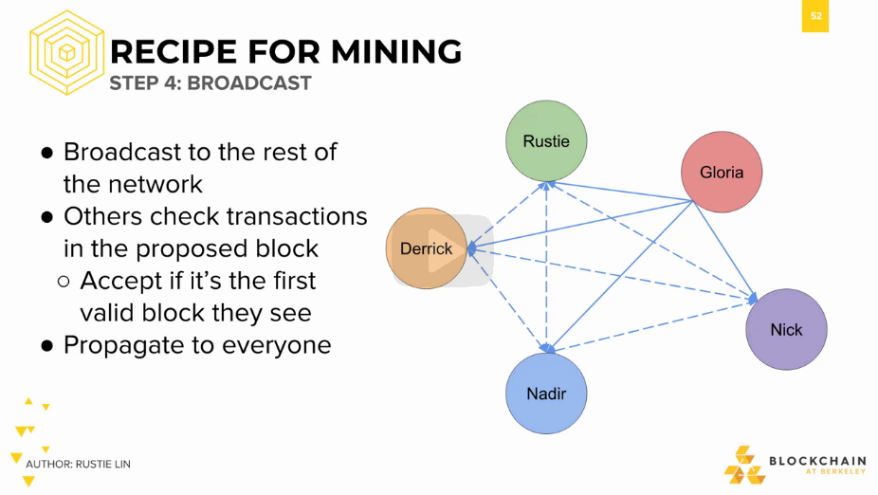 52
RECIPE FOR MINING
STEP 4: BROADCAST
● Broadcast to the rest of
the network
● Others check transactions
in the proposed block
○ Accept if it's the first
valid block they see
● Propagate to everyone
Rustie
Gloria
Derrick
Nick
Nadir
AUTHOR: RUSTIE LIN
BLOCKCHAIN
AT BERKELEY